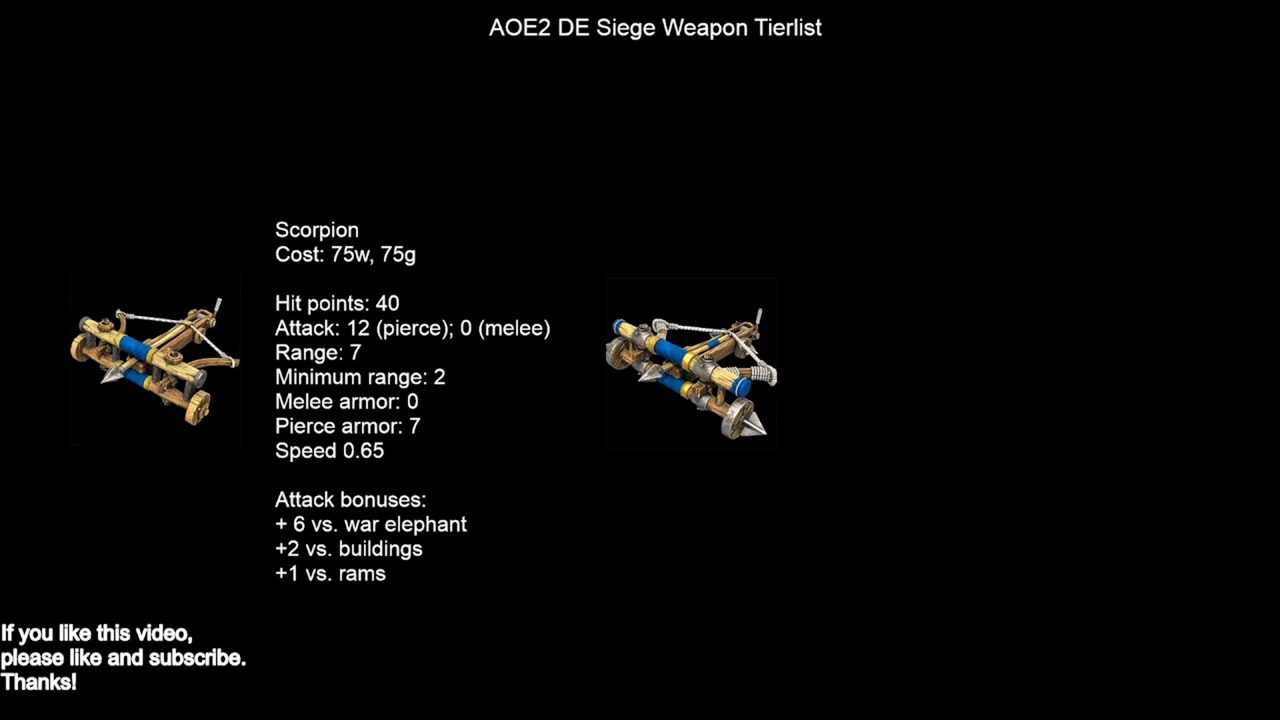 AOE2 DE Siege Weapon Tierlist
Scorpion
Cost: 75w, 75g
Hit points: 40
Attack: 12 (pierce); 0 (melee)
Range: 7
Minimum range: 2
Melee armor: 0
Pierce armor: 7
Speed 0.65
Attack bonuses:
+ 6 vs. war elephant
+2 vs. buildings
+1 vs. rams
If you like this video,
please like and subscribe.
Thanks!